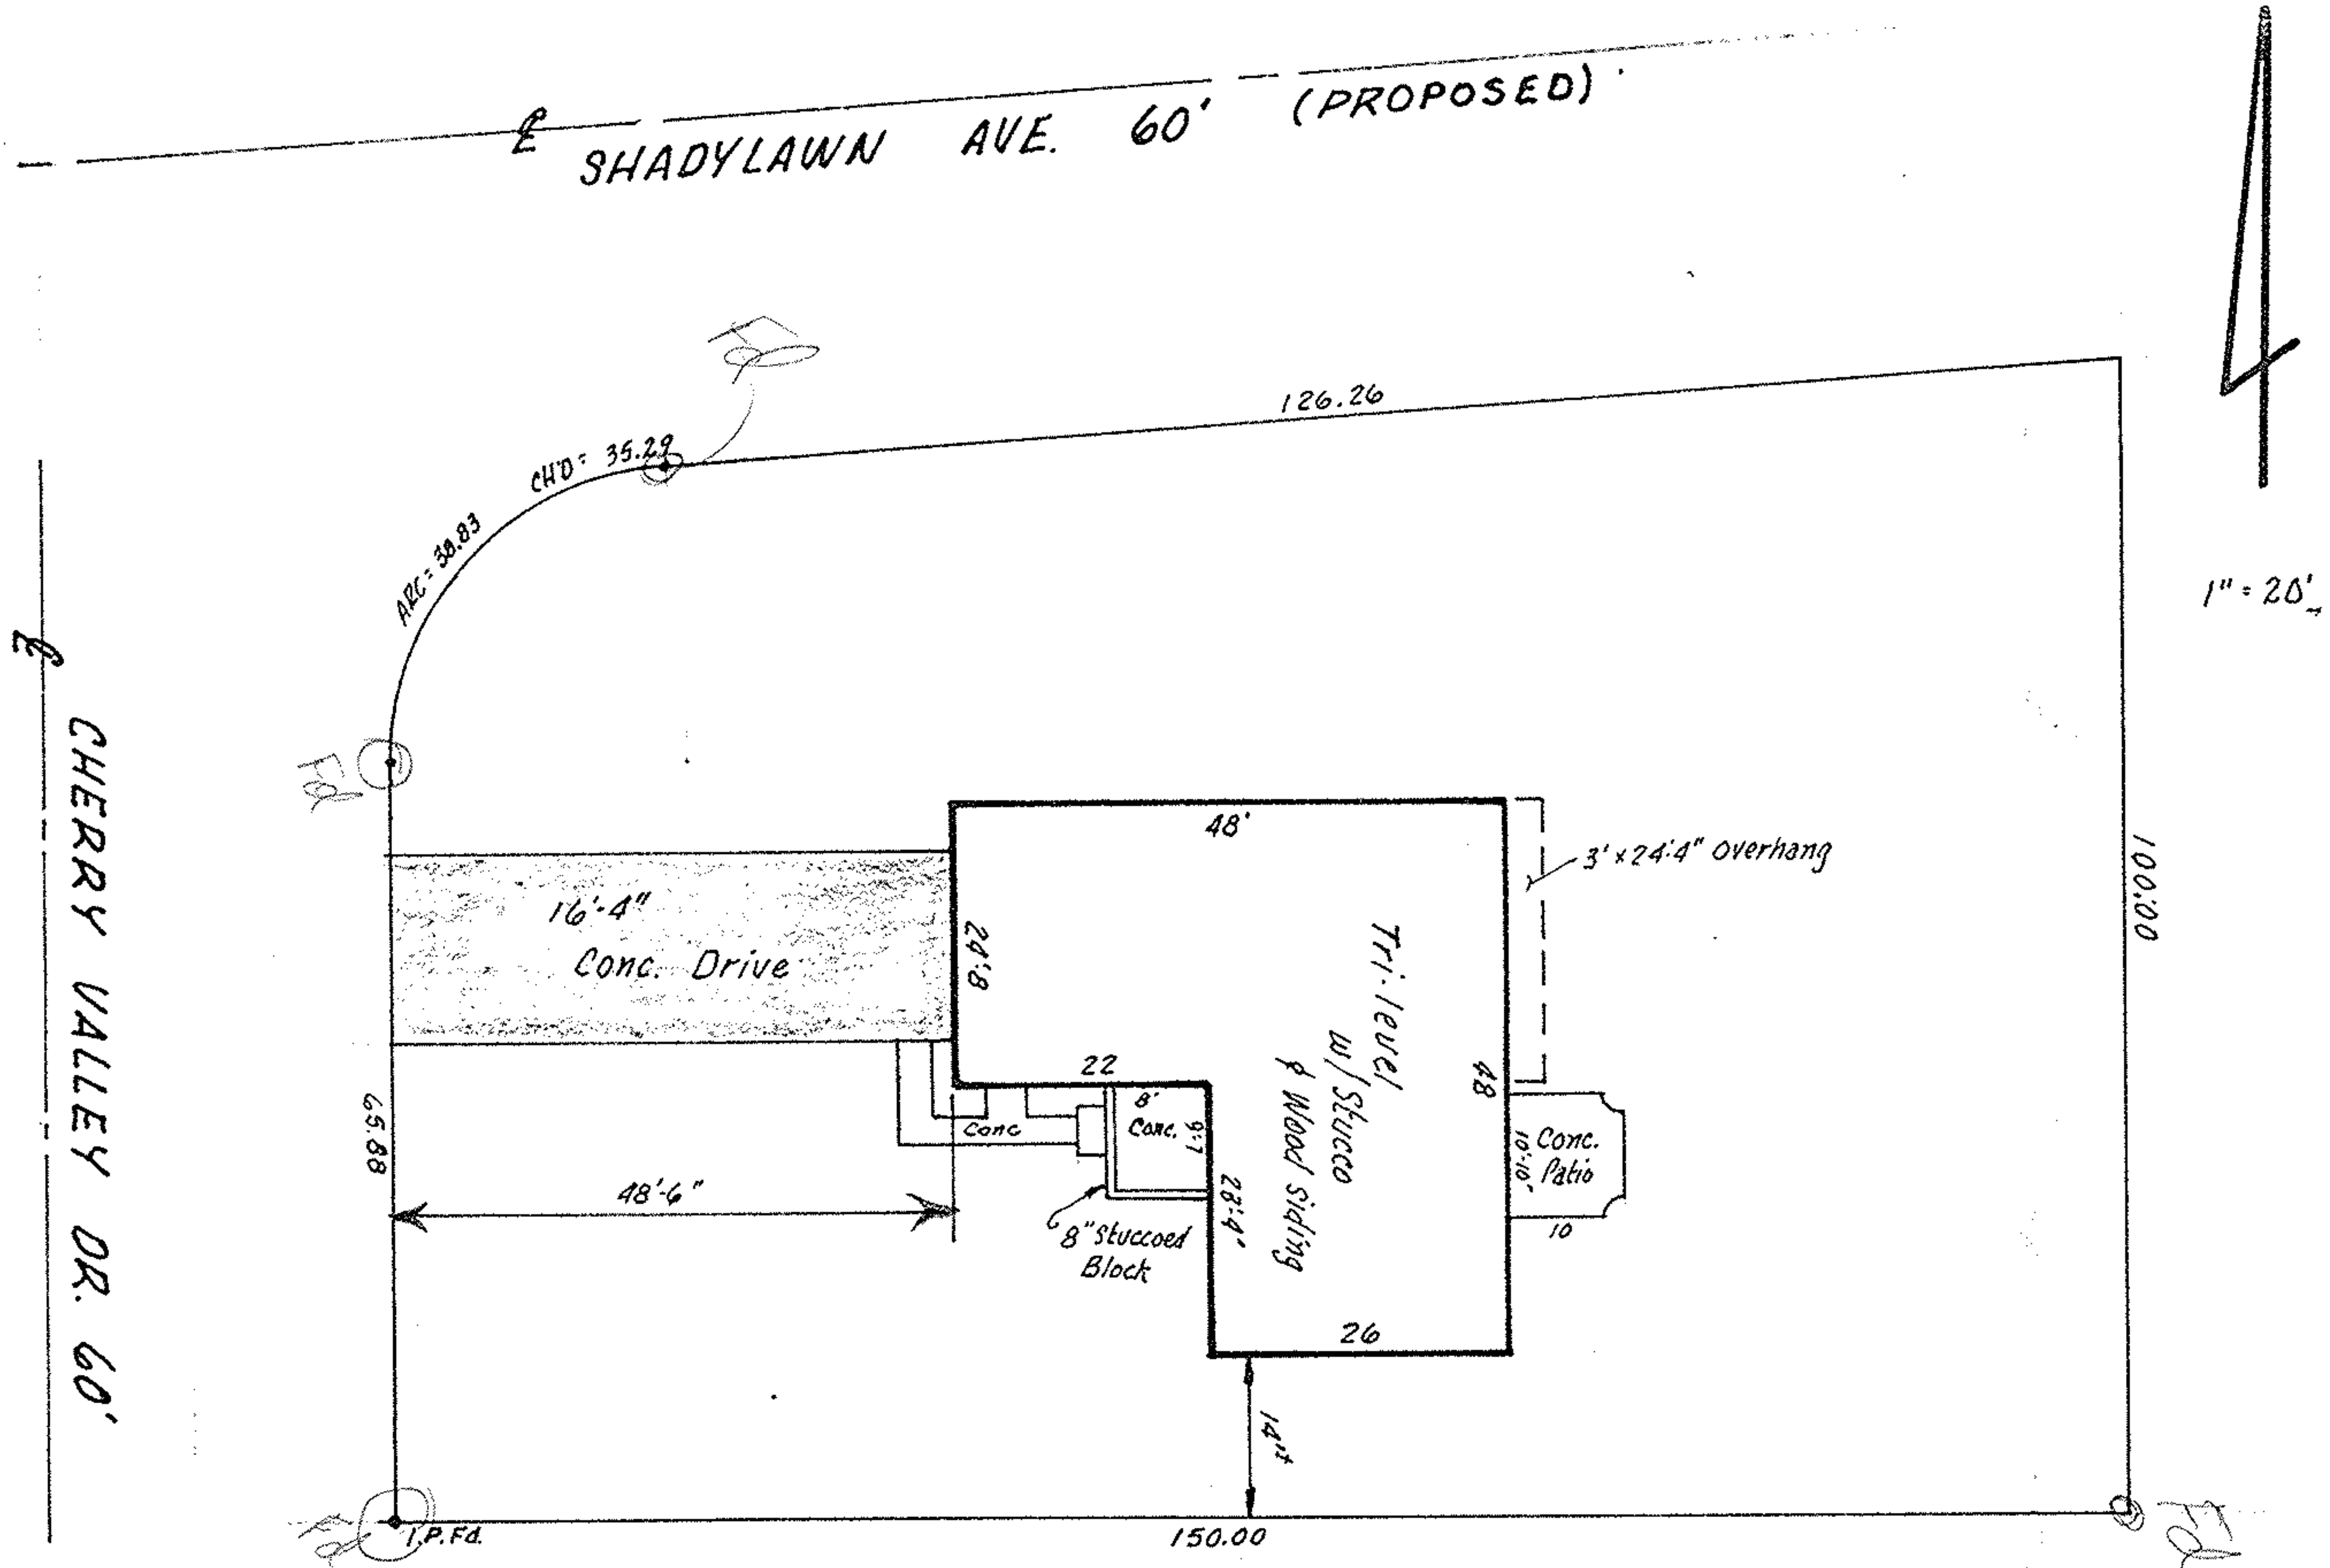 ℄
SHADYLAWN AVE. 60' (PROPOSED)
126.26
CH'D= 35.29
ARC= 38.83
1" = 20'
℄
CHERRY VALLEY DR. 60'
Fd
48'
3' x 24'4" Overhang
100.00
16'-4"
Conc. Drive
24'8
Tri-level
w/ Stucco
& Wood siding
48
22
8'
Conc.
9'-7
Conc
Conc.
Patio
10'-10"
10
65.88
48'-6"
28'-4"
8" Stuccoed
Block
26
14'±
I.P.Fd.
150.00
Fd